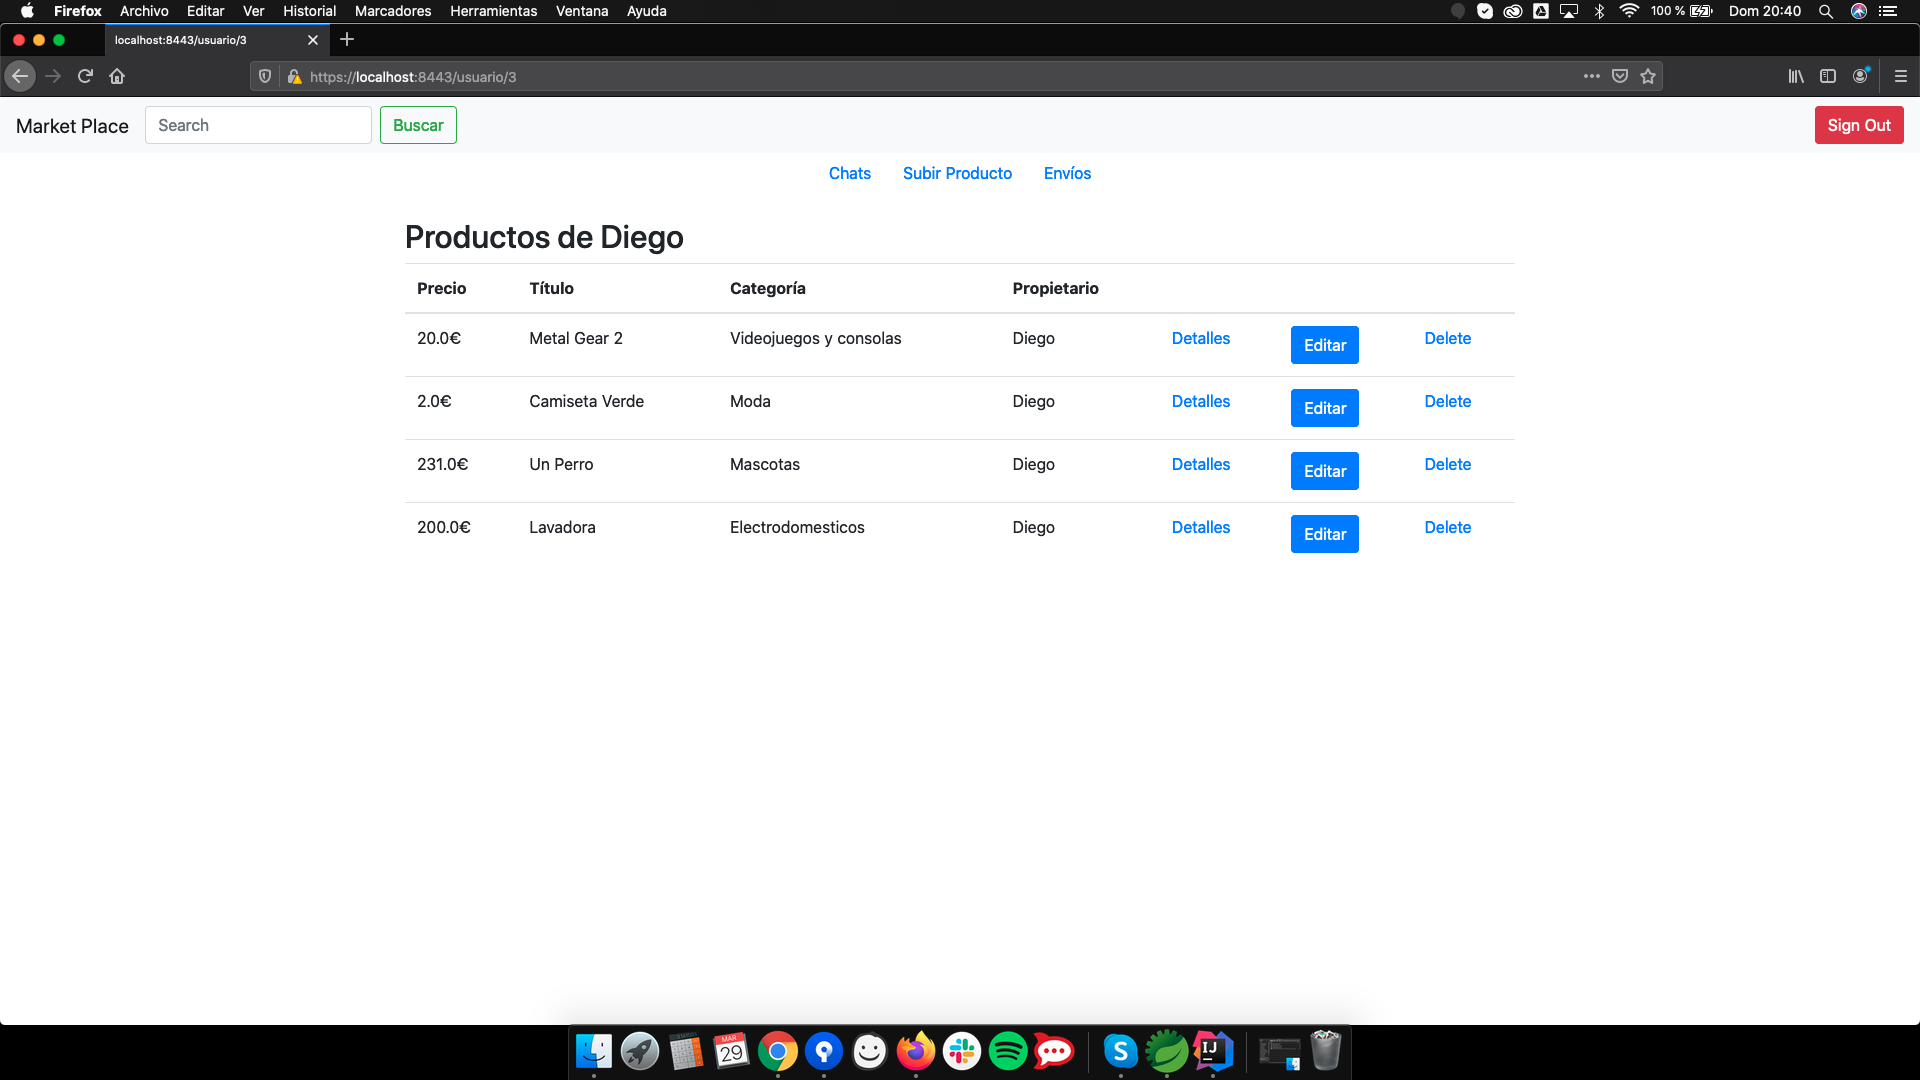 Firefox Archivo Editar Ver Historial Marcadores Herramientas Ventana Ayuda 100 % Dom 20:40
localhost:8443/usuario/3
https://localhost:8443/usuario/3
Market Place Search Buscar Sign Out
Chats Subir Producto Envíos
Productos de Diego
Precio Título Categoría Propietario
20.0€ Metal Gear 2 Videojuegos y consolas Diego Detalles Editar Delete
2.0€ Camiseta Verde Moda Diego Detalles Editar Delete
231.0€ Un Perro Mascotas Diego Detalles Editar Delete
200.0€ Lavadora Electrodomesticos Diego Detalles Editar Delete
MAR
29
S
IJ